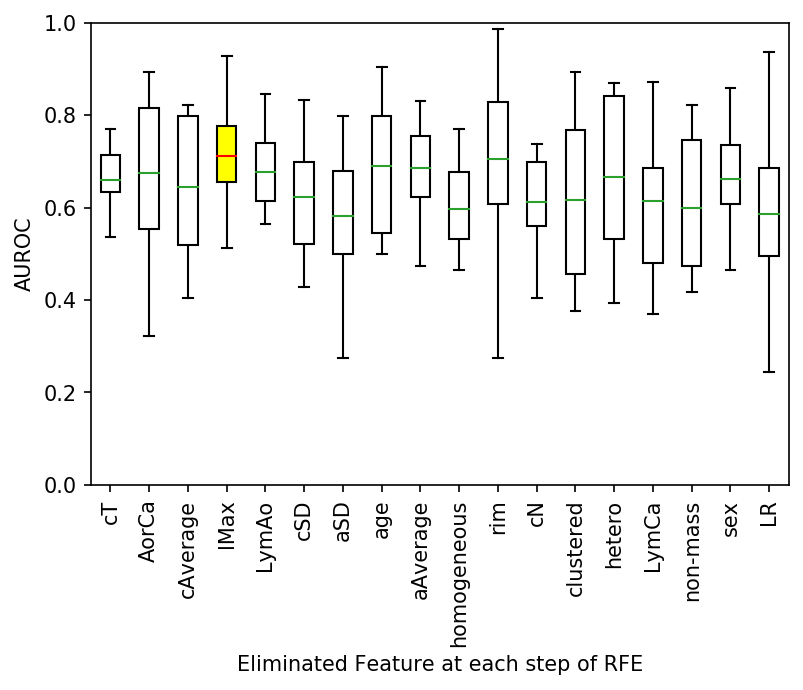 1.0
0.8
0.6
0.4
0.2
0.0
AUROC
cT
AorCa
cAverage
lMax
LymAo
cSD
aSD
age
aAverage
homogeneous
rim
cN
clustered
hetero
LymCa
non-mass
sex
LR
Eliminated Feature at each step of RFE